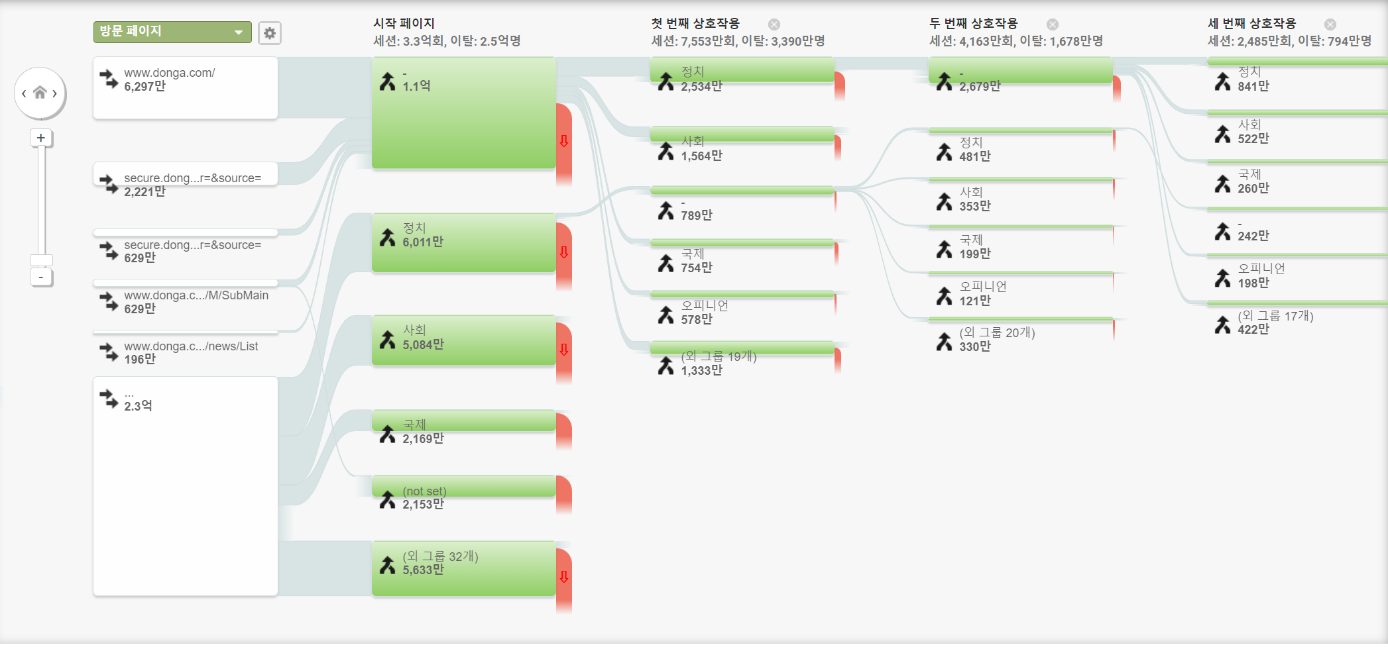 방문 페이지
시작 페이지
세션: 3.3억회, 이탈: 2.5억명
첫 번째 상호작용
세션: 7,553만회, 이탈: 3,390만명
두 번째 상호작용
세션: 4,163만회, 이탈: 1,678만명
세 번째 상호작용
세션: 2,485만회, 이탈: 794만명
www.donga.com/
6,297만
secure.dong...r=&source=
2,221만
secure.dong...r=&source=
629만
www.donga.c.../M/SubMain
629만
www.donga.c.../news/List
196만
...
2.3억
-
1.1억
정치
6,011만
사회
5,084만
국제
2,169만
(not set)
2,153만
(외 그룹 32개)
5,633만
정치
2,534만
사회
1,564만
-
789만
국제
754만
오피니언
578만
(외 그룹 19개)
1,333만
-
2,679만
정치
481만
사회
353만
국제
199만
오피니언
121만
(외 그룹 20개)
330만
정치
841만
사회
522만
국제
260만
-
242만
오피니언
198만
(외 그룹 17개)
422만
+
-